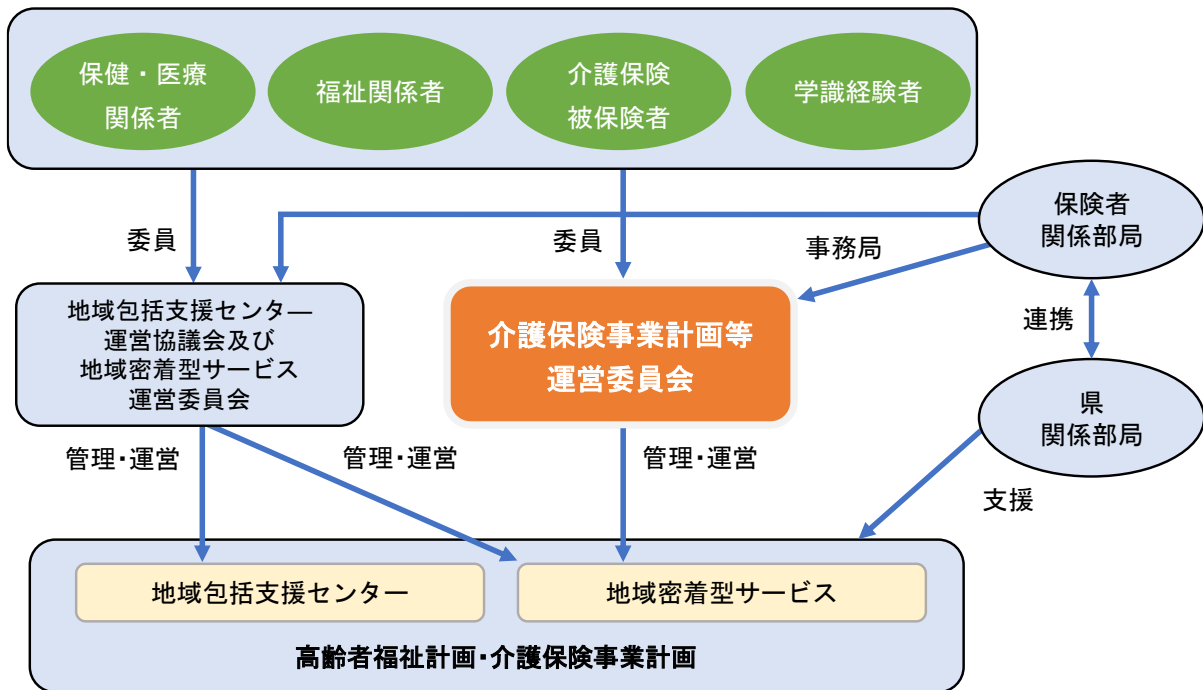 保健・医療
関係者
福祉関係者
介護保険
被保険者
学識経験者
保険者
関係部局
委員
委員
事務局
地域包括支援センタ―
運営協議会及び
地域密着型サービス
運営委員会
介護保険事業計画等
運営委員会
連携
県
関係部局
管理・運営
管理・運営
管理・運営
支援
地域包括支援センター
地域密着型サービス
高齢者福祉計画・介護保険事業計画